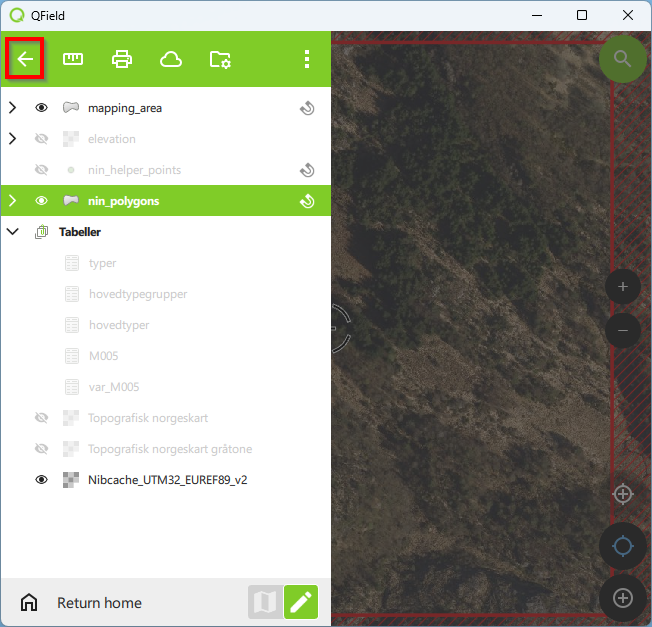 QField
mapping_area
elevation
nin_helper_points
nin_polygons
Tabeller
typer
hovedtypegrupper
hovedtyper
M005
var_M005
Topografisk norgeskart
Topografisk norgeskart gråtone
Nibcache_UTM32_EUREF89_v2
Return home